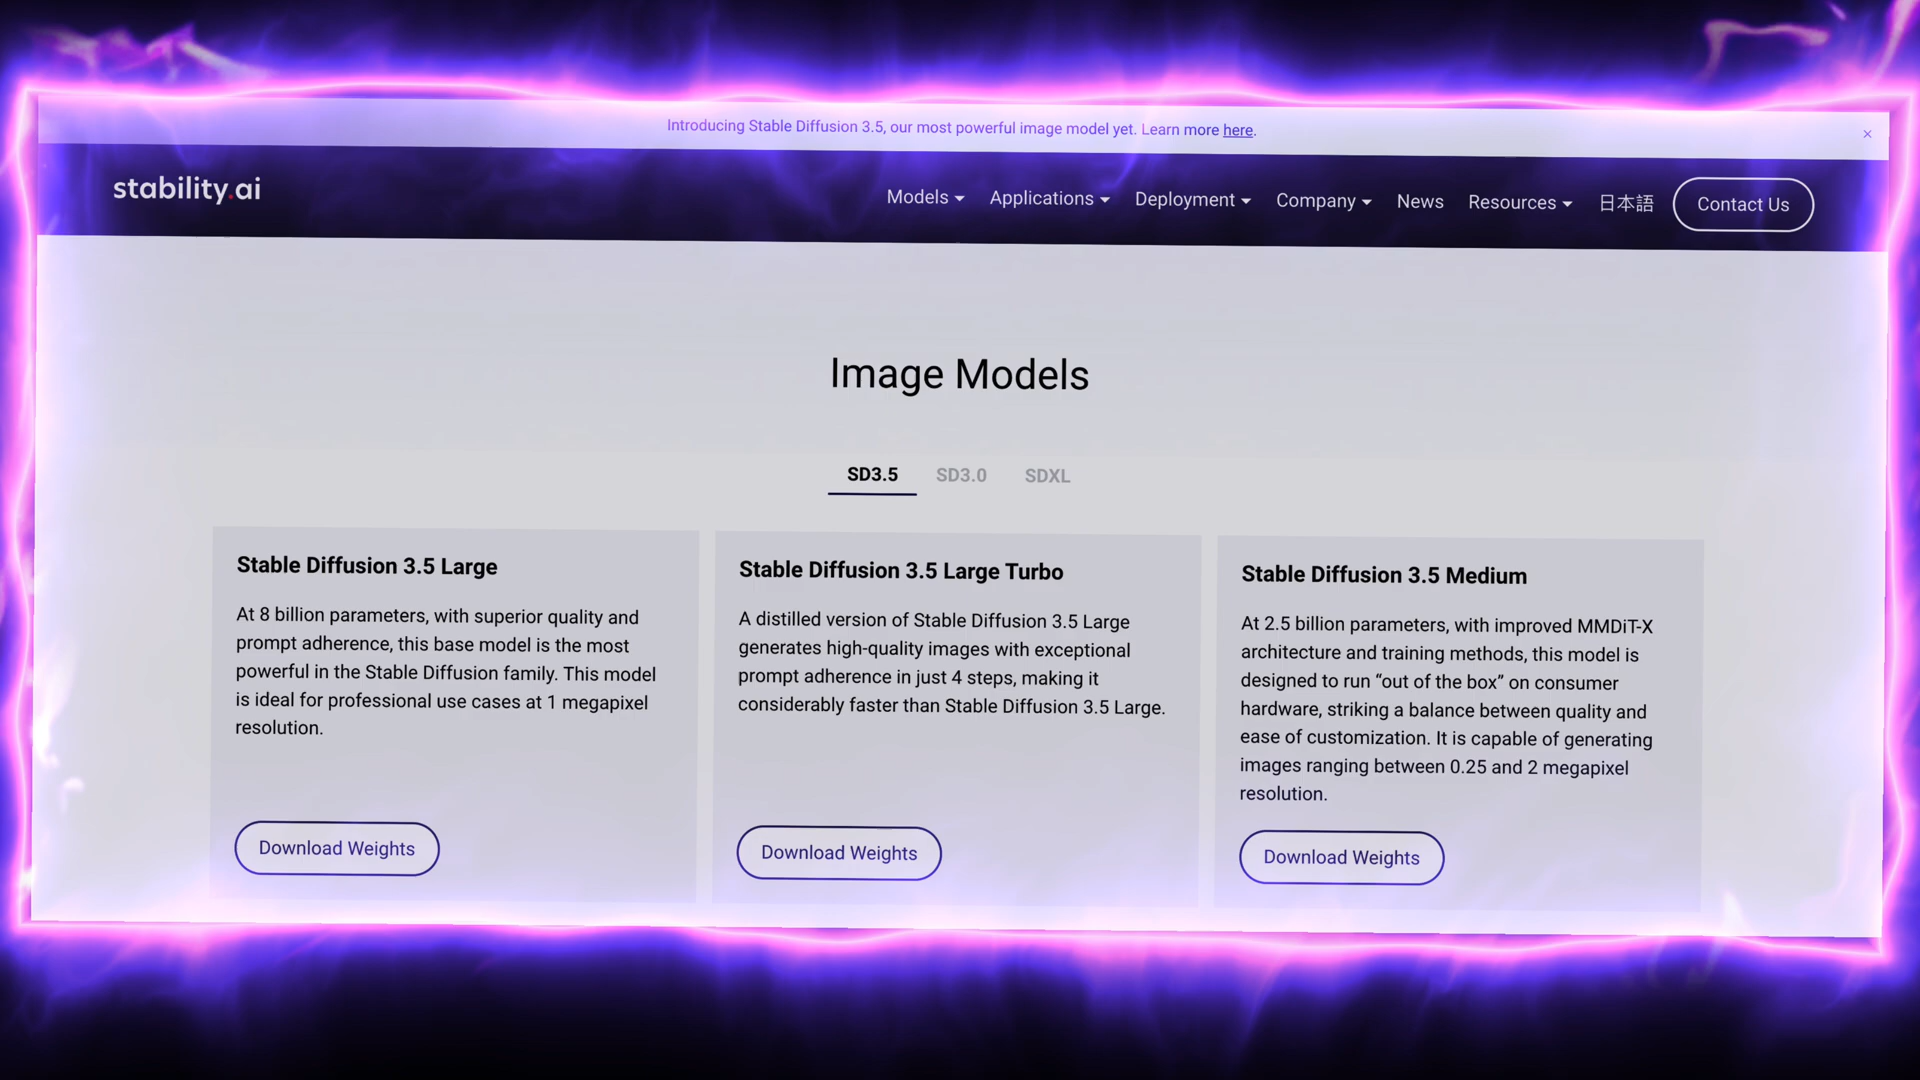 Introducing Stable Diffusion 3.5, our most powerful image model yet. Learn more here.
×
stability.ai
Models Applications Deployment Company News Resources 日本語 Contact Us
Image Models
SD3.5 SD3.0 SDXL
Stable Diffusion 3.5 Large
At 8 billion parameters, with superior quality and
prompt adherence, this base model is the most
powerful in the Stable Diffusion family. This model
is ideal for professional use cases at 1 megapixel
resolution.
Download Weights
Stable Diffusion 3.5 Large Turbo
A distilled version of Stable Diffusion 3.5 Large
generates high-quality images with exceptional
prompt adherence in just 4 steps, making it
considerably faster than Stable Diffusion 3.5 Large.
Download Weights
Stable Diffusion 3.5 Medium
At 2.5 billion parameters, with improved MMDiT-X
architecture and training methods, this model is
designed to run “out of the box” on consumer
hardware, striking a balance between quality and
ease of customization. It is capable of generating
images ranging between 0.25 and 2 megapixel
resolution.
Download Weights